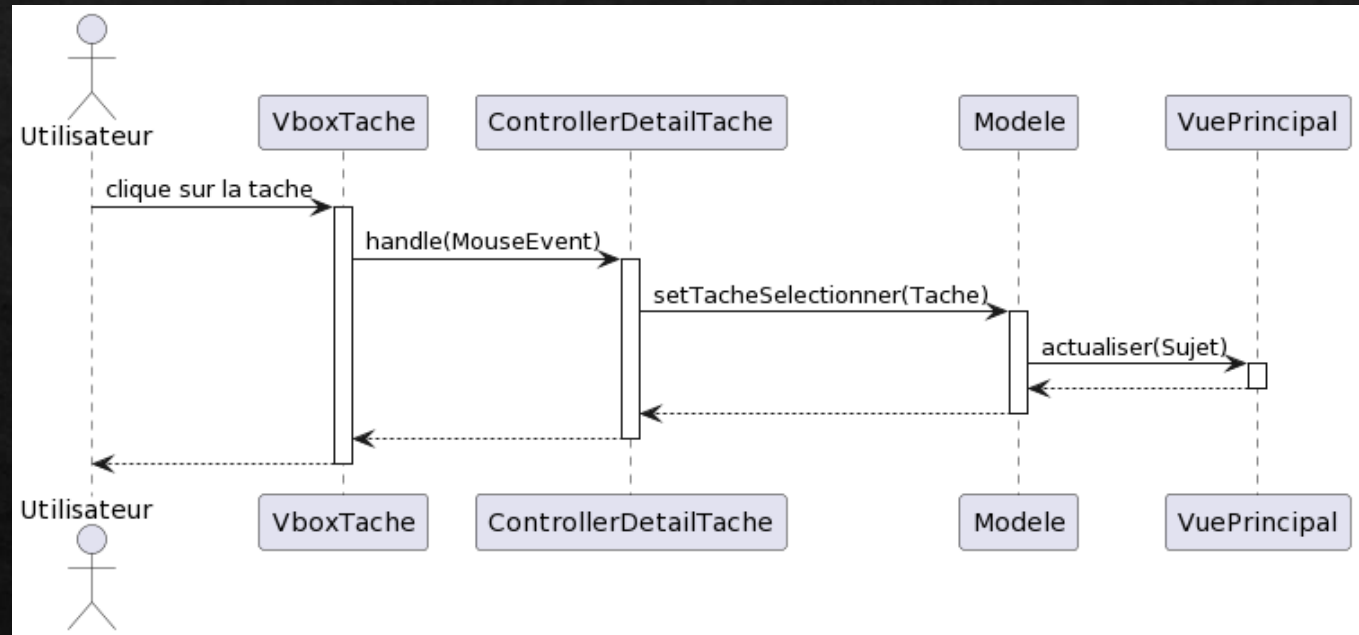 Utilisateur
VboxTache
ControllerDetailTache
Modele
VuePrincipal
clique sur la tache
handle(MouseEvent)
setTacheSelectionner(Tache)
actualiser(Sujet)
Utilisateur
VboxTache
ControllerDetailTache
Modele
VuePrincipal